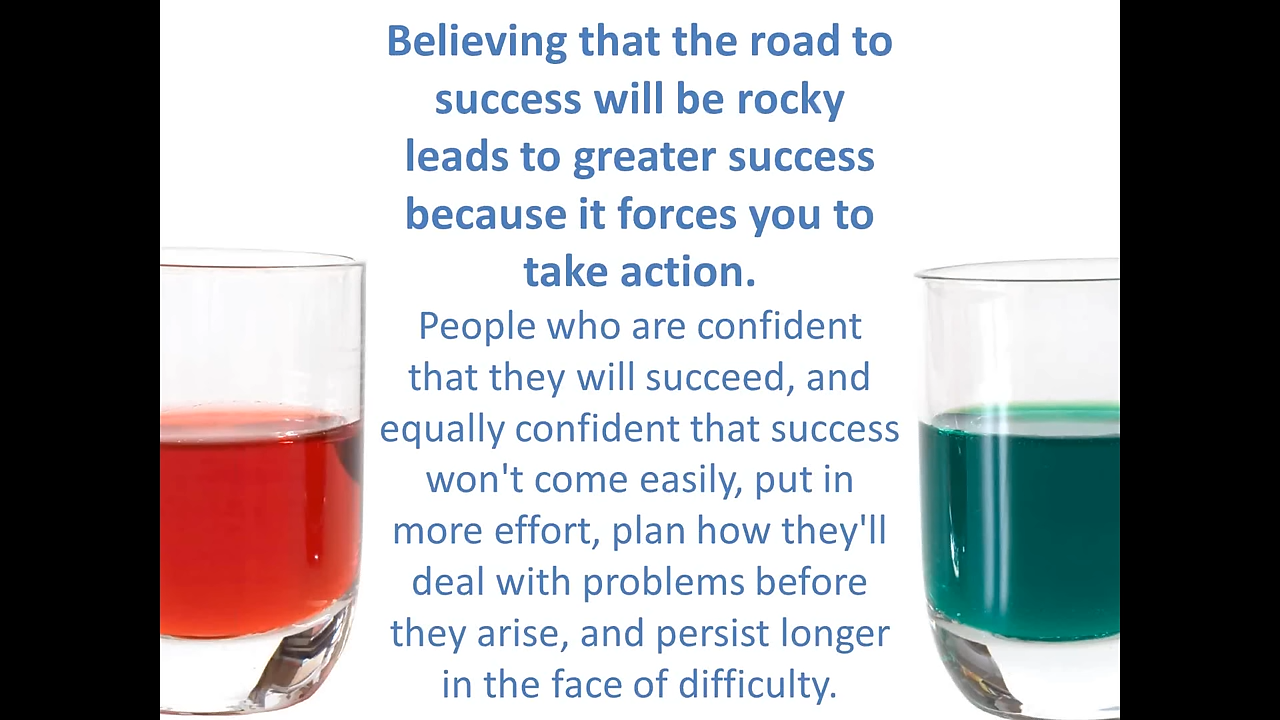 Believing that the road to
success will be rocky
leads to greater success
because it forces you to
take action.
People who are confident
that they will succeed, and
equally confident that success
won't come easily, put in
more effort, plan how they'll
deal with problems before
they arise, and persist longer
in the face of difficulty.